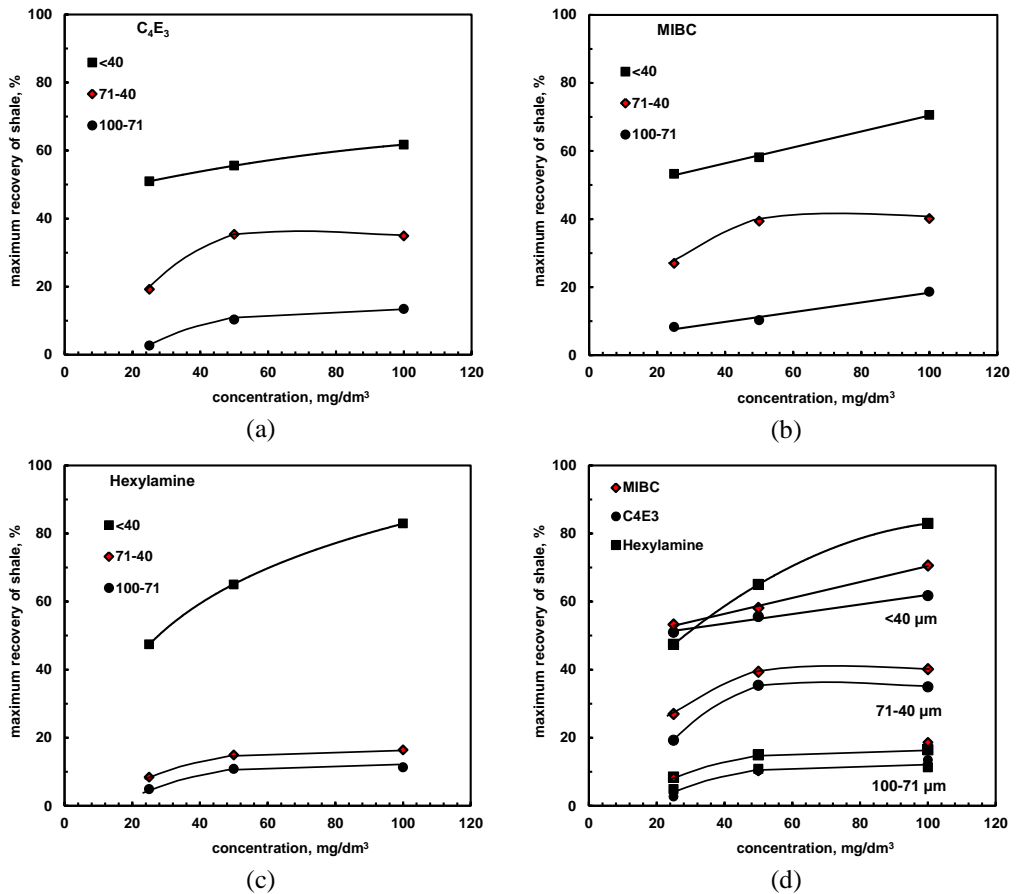 C₄E₃
<40
71-40
100-71
maximum recovery of shale, %
0
20
40
60
80
100
0 20 40 60 80 100 120
concentration, mg/dm³
(a)
MIBC
<40
71-40
100-71
maximum recovery of shale, %
0
20
40
60
80
100
0 20 40 60 80 100 120
concentration, mg/dm³
(b)
Hexylamine
<40
71-40
100-71
maximum recovery of shale, %
0
20
40
60
80
100
0 20 40 60 80 100 120
concentration, mg/dm³
(c)
MIBC
C4E3
Hexylamine
<40 µm
71-40 µm
100-71 µm
maximum recovery of shale, %
0
20
40
60
80
100
0 20 40 60 80 100 120
concentration, mg/dm³
(d)